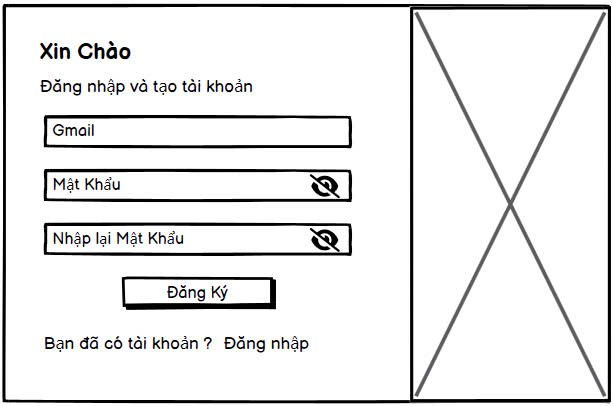 Xin Chào
Đăng nhập và tạo tài khoản
Gmail
Mật Khẩu
Nhập lại Mật Khẩu
Đăng Ký
Bạn đã có tài khoản ? Đăng nhập